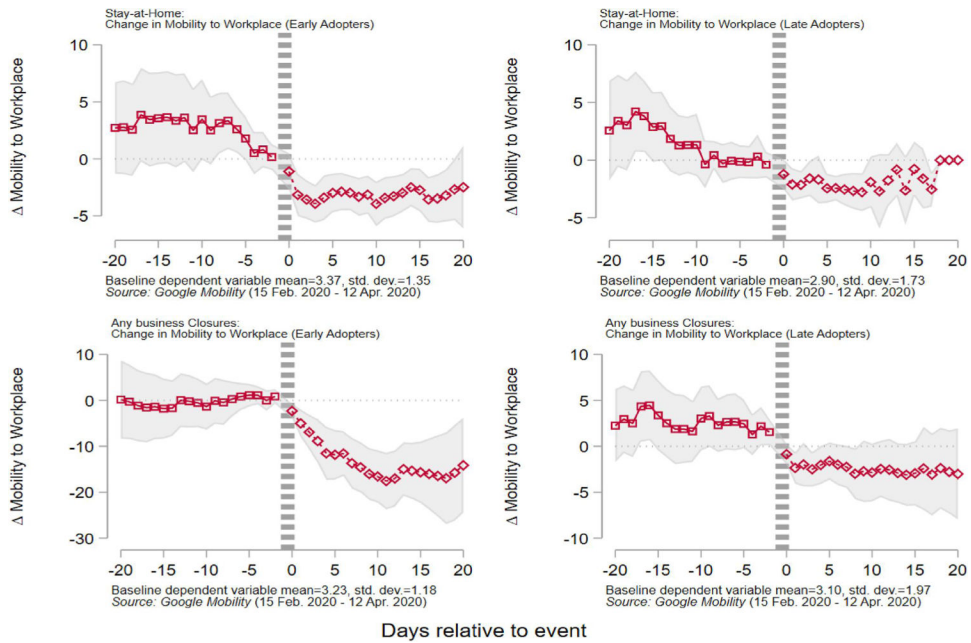 Stay-at-Home:
Change in Mobility to Workplace (Early Adopters)
Δ Mobility to Workplace
10
5
0
-5
-20 -15 -10 -5 0 5 10 15 20
Baseline dependent variable mean=3.37, std. dev.=1.35
Source: Google Mobility (15 Feb. 2020 - 12 Apr. 2020)
Stay-at-Home:
Change in Mobility to Workplace (Late Adopters)
Δ Mobility to Workplace
10
5
0
-5
-20 -15 -10 -5 0 5 10 15 20
Baseline dependent variable mean=2.90, std. dev.=1.73
Source: Google Mobility (15 Feb. 2020 - 12 Apr. 2020)
Any business Closures:
Change in Mobility to Workplace (Early Adopters)
Δ Mobility to Workplace
10
0
-10
-20
-30
-20 -15 -10 -5 0 5 10 15 20
Baseline dependent variable mean=3.23, std. dev.=1.18
Source: Google Mobility (15 Feb. 2020 - 12 Apr. 2020)
Any business Closures:
Change in Mobility to Workplace (Late Adopters)
Δ Mobility to Workplace
10
5
0
-5
-10
-20 -15 -10 -5 0 5 10 15 20
Baseline dependent variable mean=3.10, std. dev.=1.97
Source: Google Mobility (15 Feb. 2020 - 12 Apr. 2020)
Days relative to event